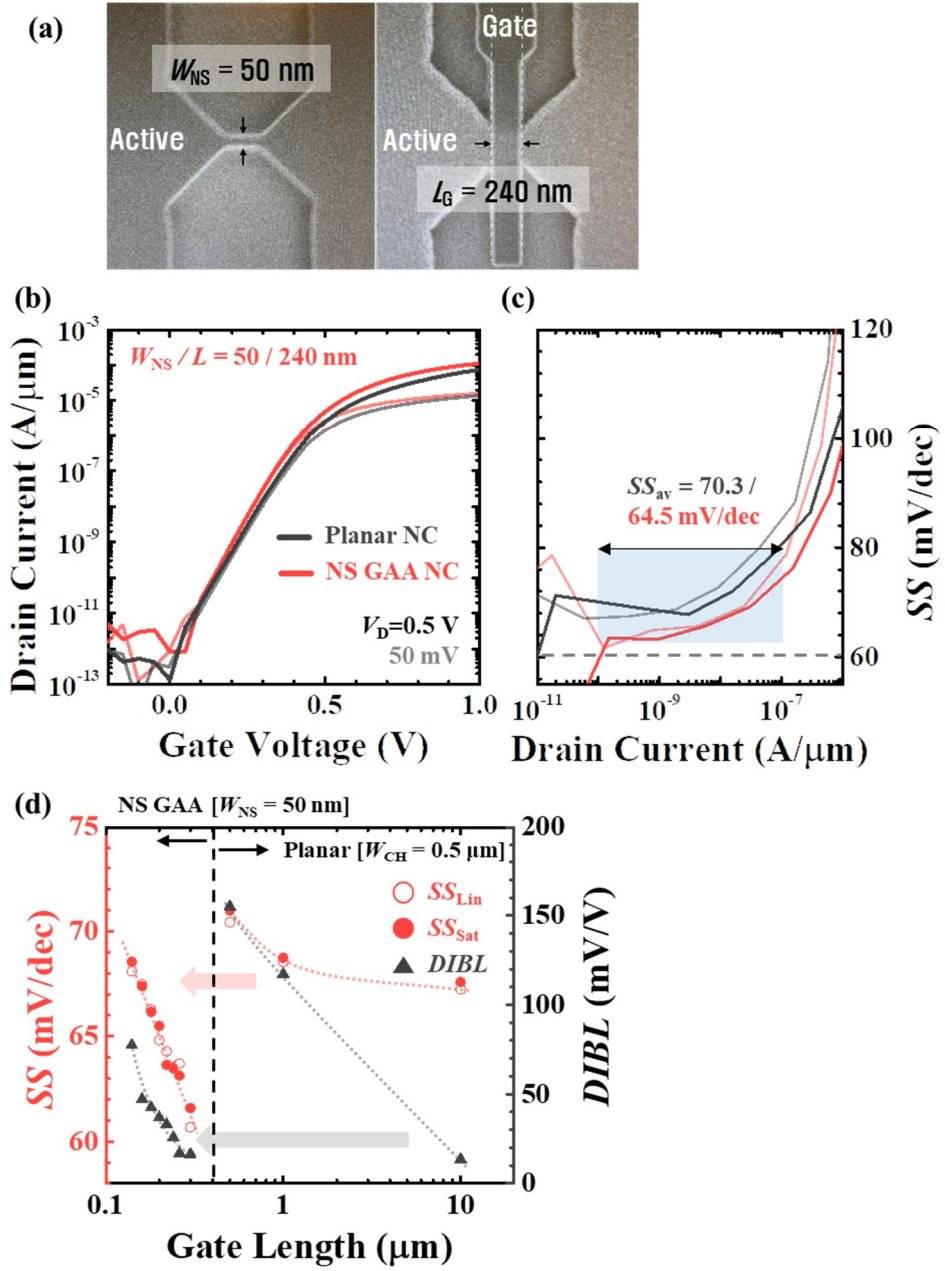 (a)
W_NS = 50 nm
Active
Gate
Active
L_G = 240 nm
(b)
10^-3
10^-5
10^-7
10^-9
10^-11
10^-13
Drain Current (A/μm)
W_NS / L = 50 / 240 nm
Planar NC
NS GAA NC
V_D=0.5 V
50 mV
0.0
0.5
1.0
Gate Voltage (V)
(c)
SS_av = 70.3 /
64.5 mV/dec
120
100
80
60
SS (mV/dec)
10^-11
10^-9
10^-7
Drain Current (A/μm)
(d)
NS GAA [W_NS = 50 nm]
Planar [W_CH = 0.5 μm]
SS_Lin
SS_Sat
DIBL
75
70
65
60
SS (mV/dec)
200
150
100
50
0
DIBL (mV/V)
0.1
1
10
Gate Length (μm)